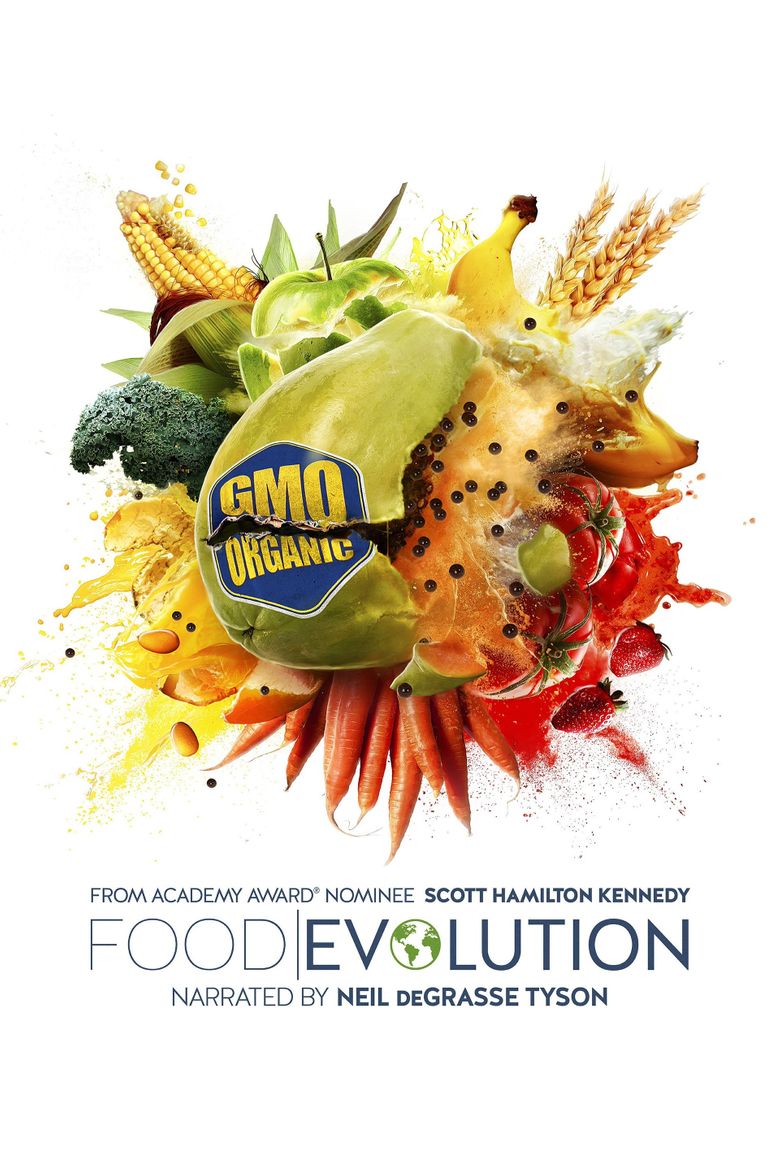 GMO
ORGANIC
FROM ACADEMY AWARD® NOMINEE SCOTT HAMILTON KENNEDY
FOOD|EVOLUTION
NARRATED BY NEIL DEGRASSE TYSON